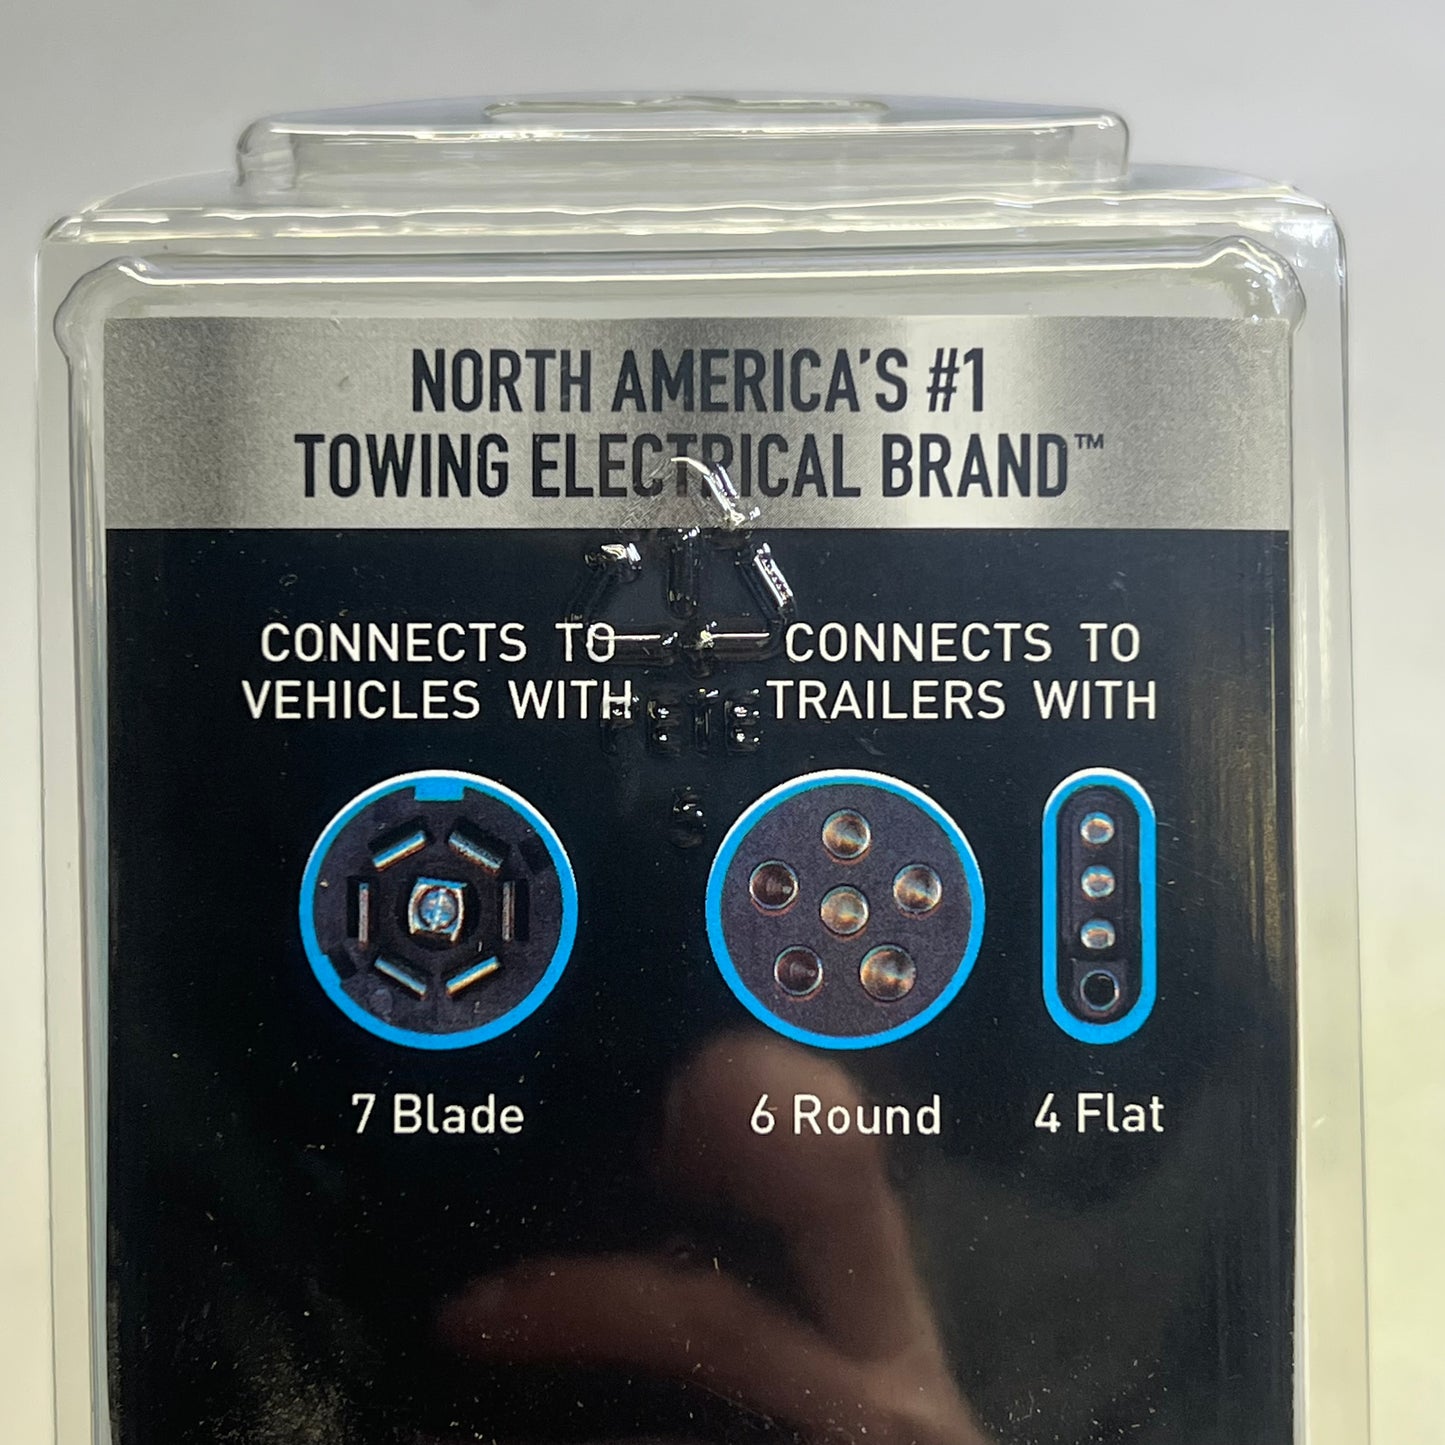 NORTH AMERICA'S #1
TOWING ELECTRICAL BRAND™
CONNECTS TO
VEHICLES WITH
CONNECTS TO
TRAILERS WITH
PETE
7 Blade
6 Round
4 Flat